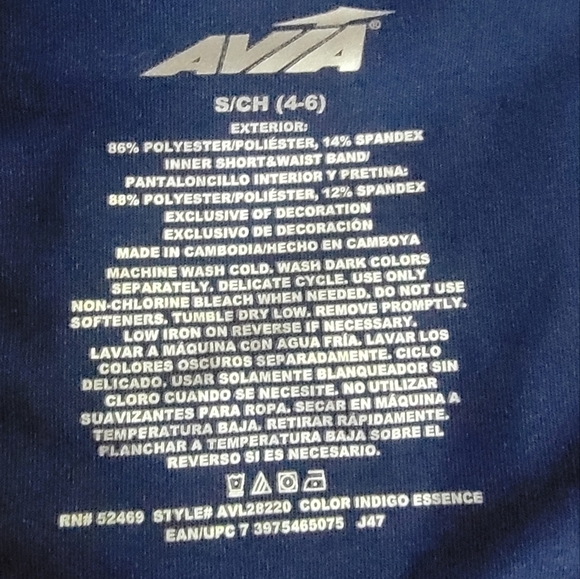 AVIA®
S/CH (4-6)
EXTERIOR:
86% POLYESTER/POLIÉSTER, 14% SPANDEX
INNER SHORT&WAIST BAND/
PANTALONCILLO INTERIOR Y PRETINA:
88% POLYESTER/POLIÉSTER, 12% SPANDEX
EXCLUSIVE OF DECORATION
EXCLUSIVO DE DECORACIÓN
MADE IN CAMBODIA/HECHO EN CAMBOYA
MACHINE WASH COLD. WASH DARK COLORS
SEPARATELY. DELICATE CYCLE. USE ONLY
NON-CHLORINE BLEACH WHEN NEEDED. DO NOT USE
SOFTENERS. TUMBLE DRY LOW. REMOVE PROMPTLY.
LOW IRON ON REVERSE IF NECESSARY.
LAVAR A MÁQUINA CON AGUA FRÍA. LAVAR LOS
COLORES OSCUROS SEPARADAMENTE. CICLO
DELICADO. USAR SOLAMENTE BLANQUEADOR SIN
CLORO CUANDO SE NECESITE. NO UTILIZAR
SUAVIZANTES PARA ROPA. SECAR EN MÁQUINA A
TEMPERATURA BAJA. RETIRAR RÁPIDAMENTE.
PLANCHAR A TEMPERATURA BAJA SOBRE EL
REVERSO SI ES NECESARIO.
RN# 52469 STYLE# AVL28220 COLOR INDIGO ESSENCE
EAN/UPC 7 3975465075 J47